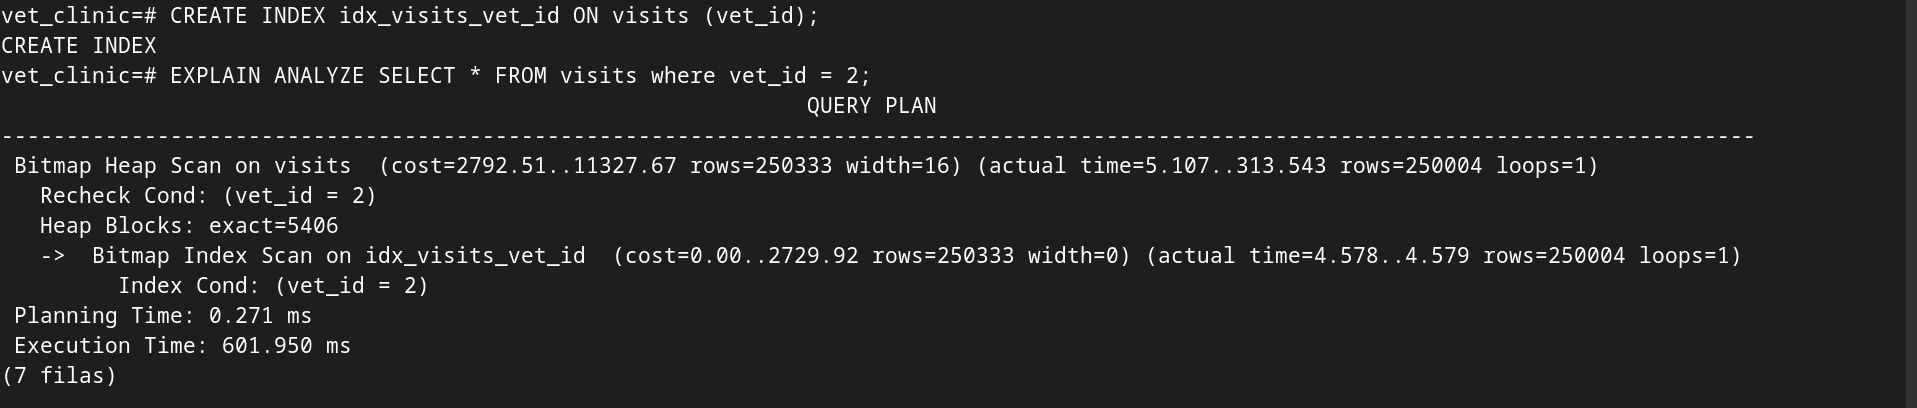 vet_clinic=# CREATE INDEX idx_visits_vet_id ON visits (vet_id);
CREATE INDEX
vet_clinic=# EXPLAIN ANALYZE SELECT * FROM visits where vet_id = 2;
QUERY PLAN
---------------------------------------------------------------------------------------------------------------------------------------
Bitmap Heap Scan on visits  (cost=2792.51..11327.67 rows=250333 width=16) (actual time=5.107..313.543 rows=250004 loops=1)
Recheck Cond: (vet_id = 2)
Heap Blocks: exact=5406
->  Bitmap Index Scan on idx_visits_vet_id  (cost=0.00..2729.92 rows=250333 width=0) (actual time=4.578..4.579 rows=250004 loops=1)
Index Cond: (vet_id = 2)
Planning Time: 0.271 ms
Execution Time: 601.950 ms
(7 filas)